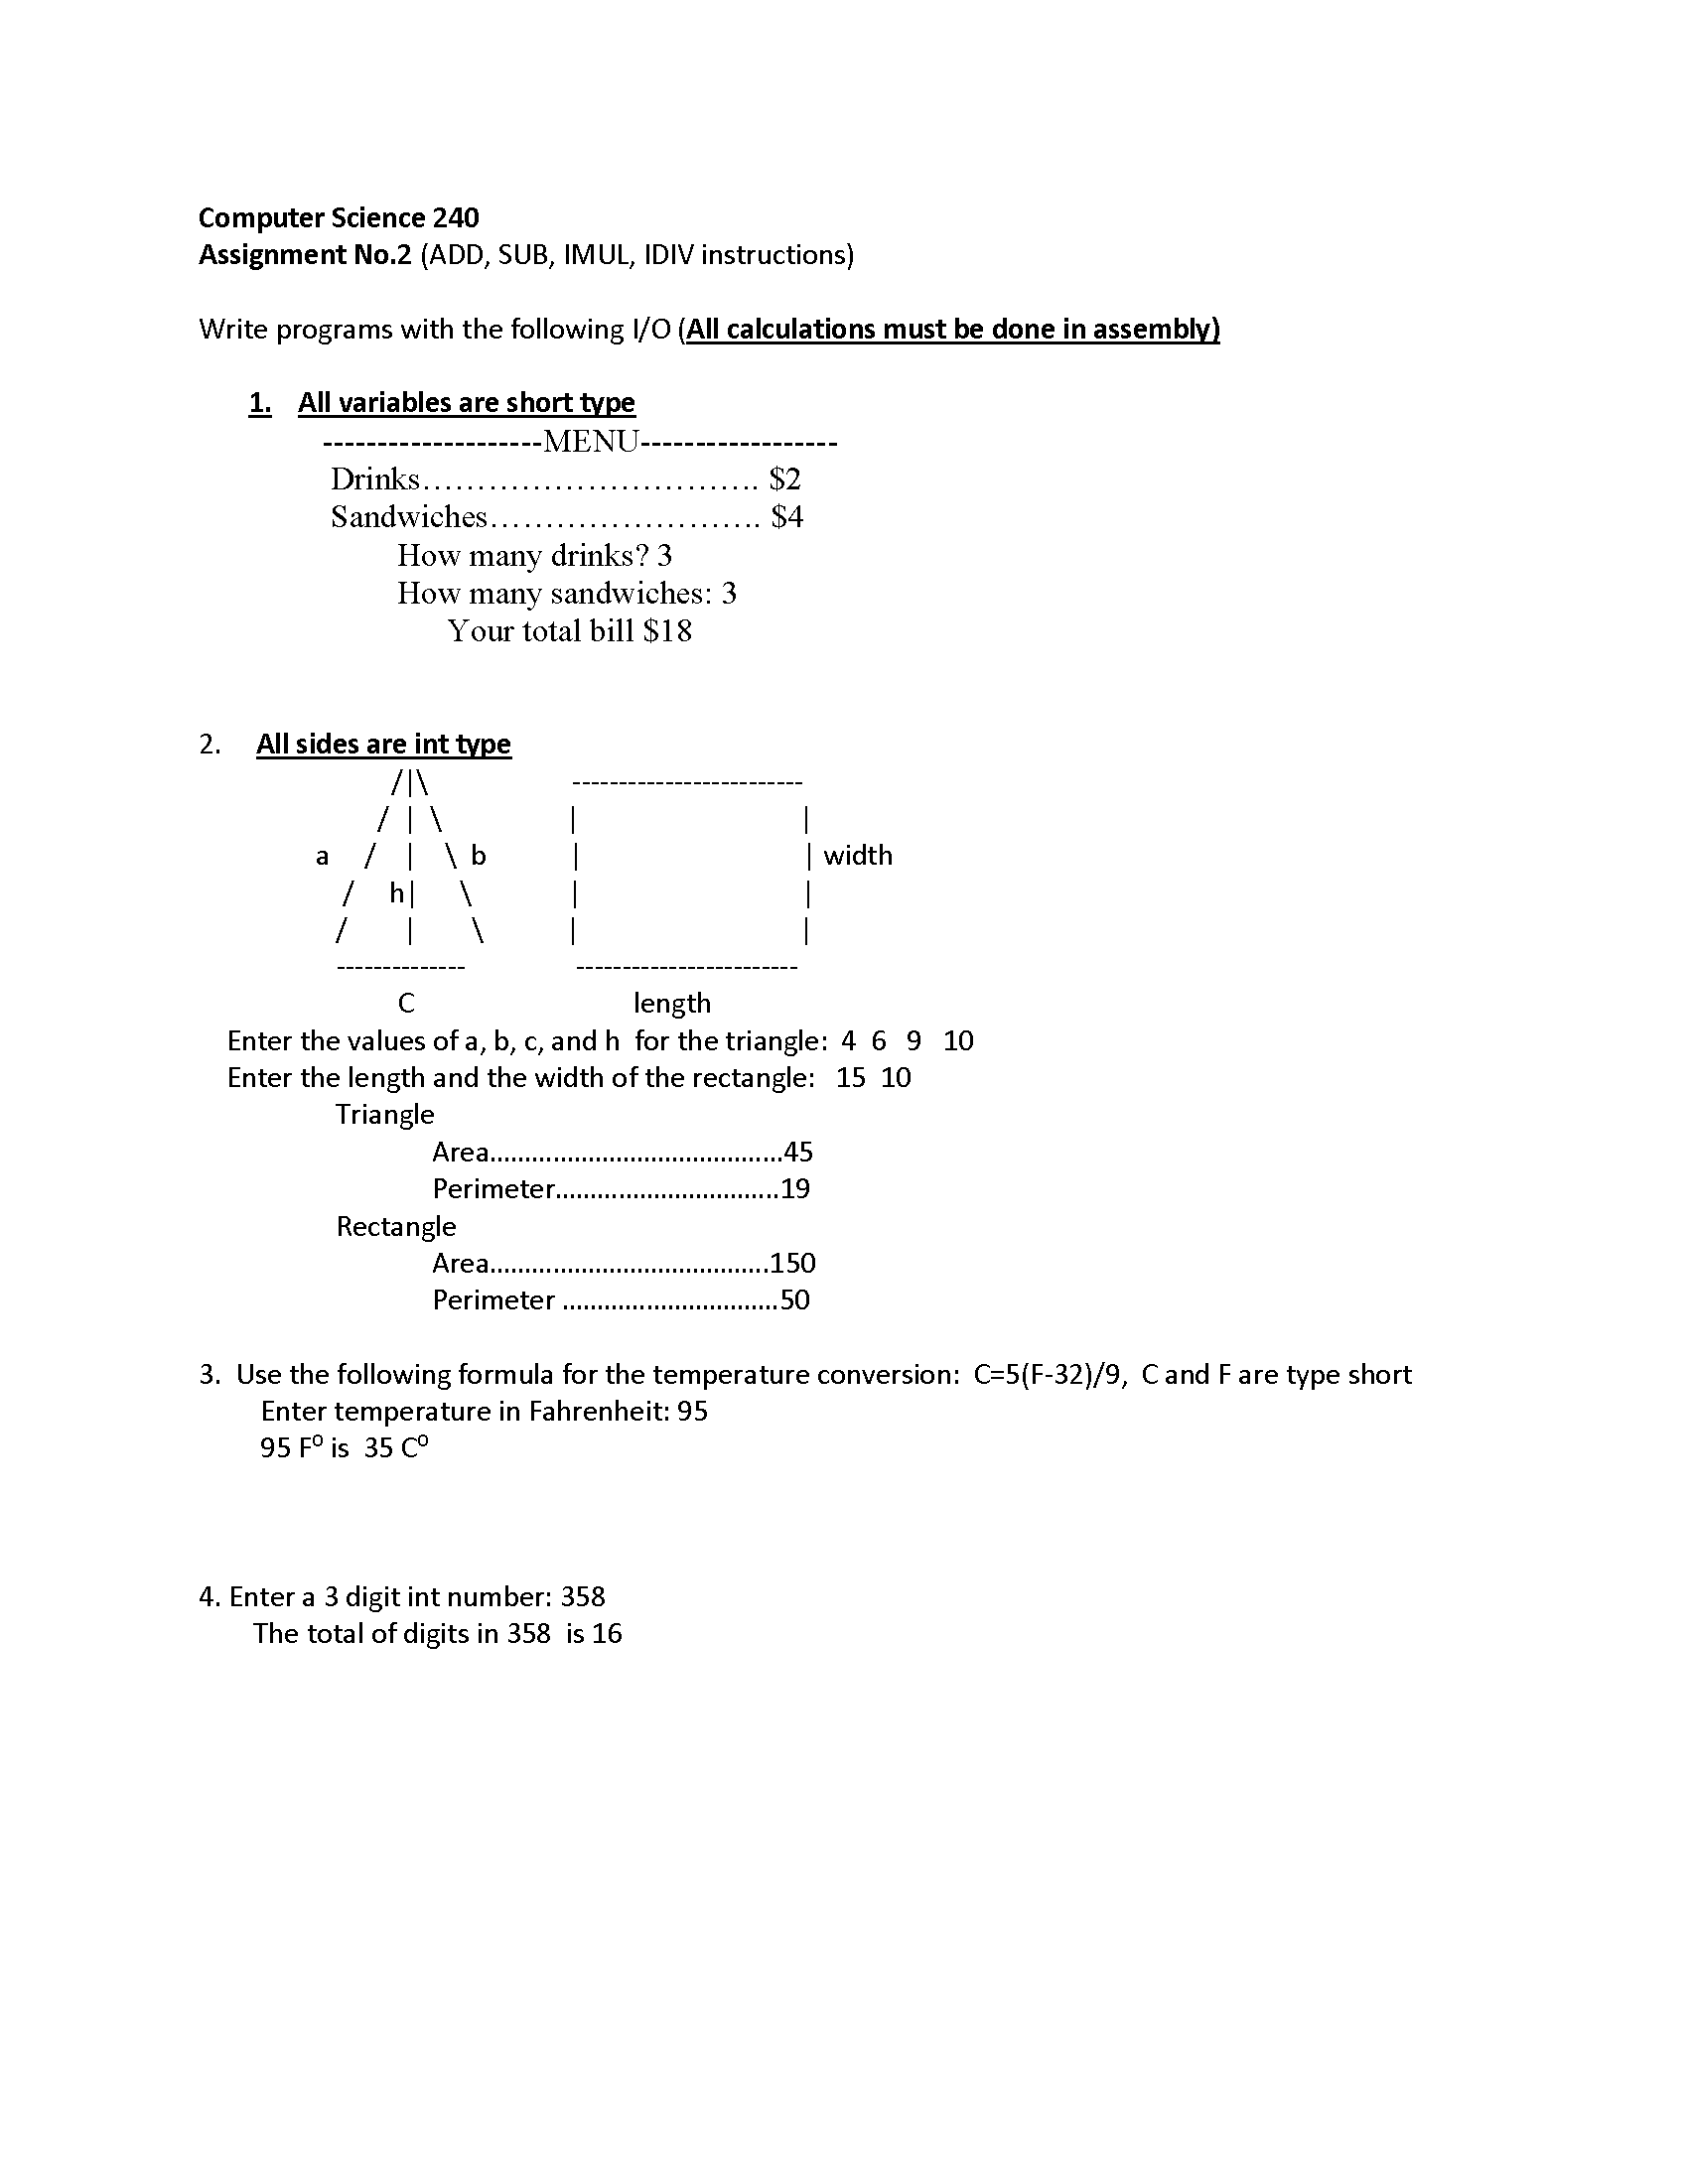 Computer Science 240
Assignment No.2 (ADD, SUB, IMUL, IDIV instructions)
Write programs with the following I/O (All calculations must be done in assembly)
1. All variables are short type
--------------------MENU------------------
Drinks…………………………. $2
Sandwiches……………………. $4
How many drinks? 3
How many sandwiches: 3
Your total bill $18
2. All sides are int type
/|\ -------------------------
/ | \ | |
a / | \ b | | width
/ h| \ | |
/ | \ | |
-------------- ------------------------
C length
Enter the values of a, b, c, and h for the triangle: 4 6 9 10
Enter the length and the width of the rectangle: 15 10
Triangle
Area..........................................45
Perimeter................................19
Rectangle
Area........................................150
Perimeter ...............................50
3. Use the following formula for the temperature conversion: C=5(F-32)/9, C and F are type short
Enter temperature in Fahrenheit: 95
95 Fº is 35 Cº
4. Enter a 3 digit int number: 358
The total of digits in 358 is 16